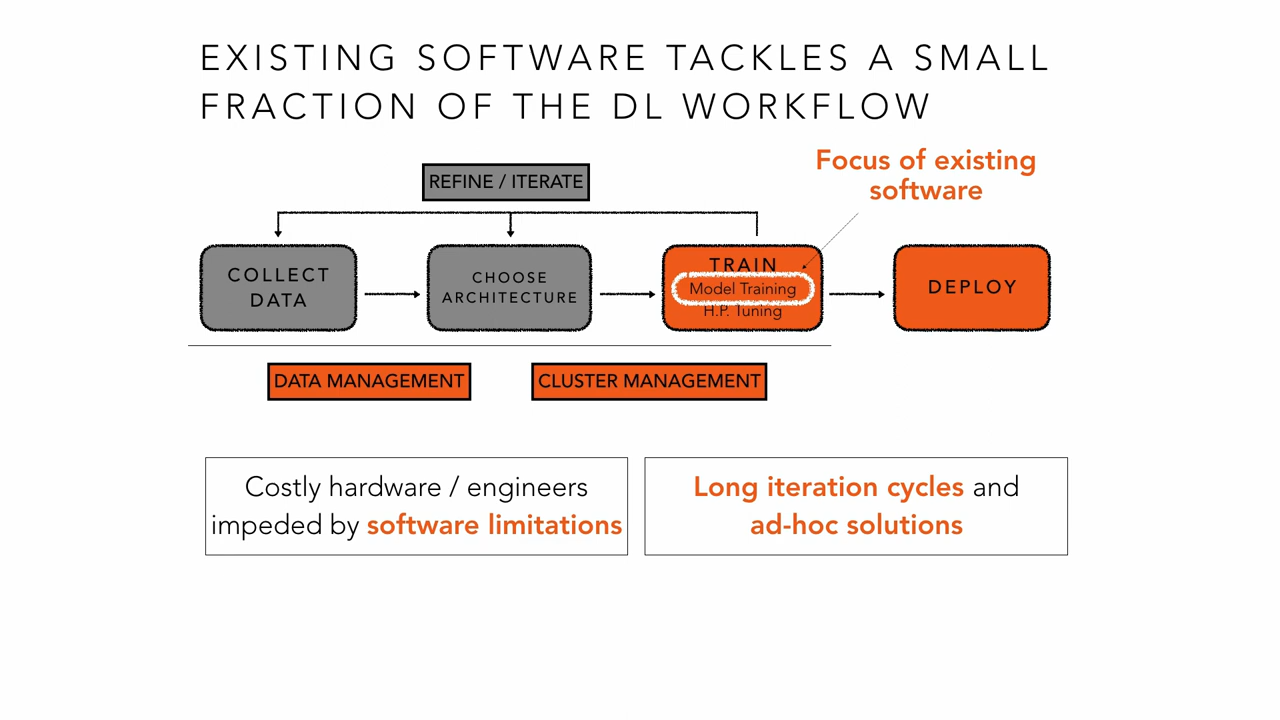 EXISTING SOFTWARE TACKLES A SMALL
FRACTION OF THE DL WORKFLOW
Focus of existing
software
REFINE / ITERATE
COLLECT
DATA
CHOOSE
ARCHITECTURE
TRAIN
Model Training
H.P. Tuning
DEPLOY
DATA MANAGEMENT
CLUSTER MANAGEMENT
Costly hardware / engineers
impeded by software limitations
Long iteration cycles and
ad-hoc solutions